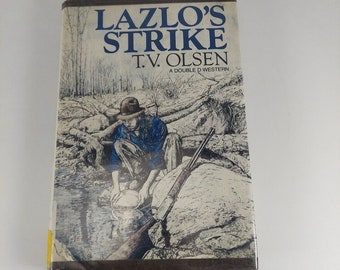 LAZLO'S
STRIKE
T.V. OLSEN
A DOUBLE D WESTERN